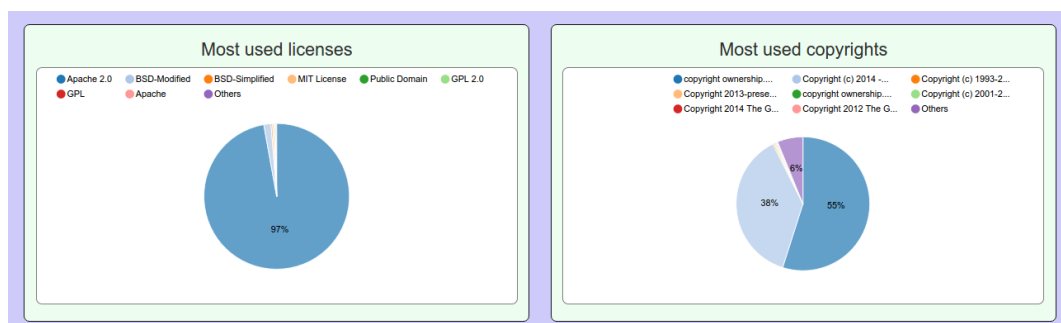 Most used licenses
Apache 2.0 BSD-Modified BSD-Simplified MIT License Public Domain GPL 2.0
GPL Apache Others
97%
Most used copyrights
copyright ownership.... Copyright (c) 2014 -... Copyright (c) 1993-2...
Copyright 2013-prese... copyright ownership.... Copyright (c) 2001-2...
Copyright 2014 The G... Copyright 2012 The G... Others
6%
38% 55%